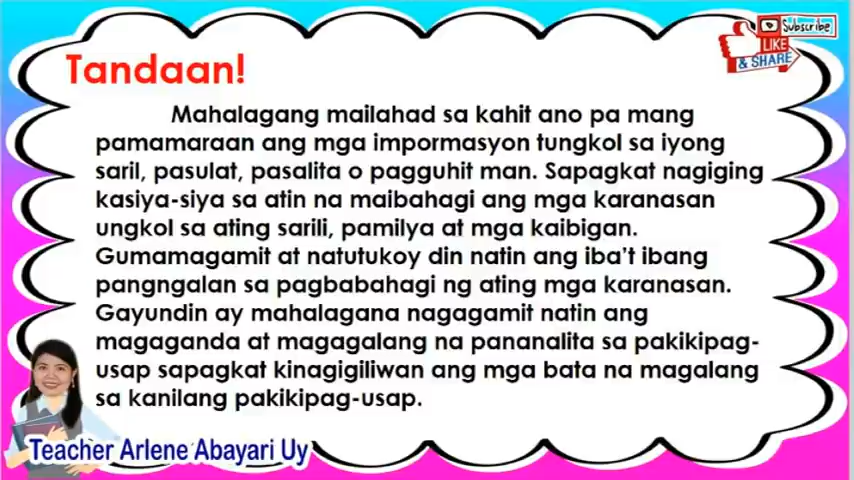 Subscribe
LIKE
& SHARE
Tandaan!
Mahalagang mailahad sa kahit ano pa mang
pamamaraan ang mga impormasyon tungkol sa iyong
saril, pasulat, pasalita o pagguhit man. Sapagkat nagiging
kasiya-siya sa atin na maibahagi ang mga karanasan
ungkol sa ating sarili, pamilya at mga kaibigan.
Gumamagamit at natutukoy din natin ang iba't ibang
pangngalan sa pagbabahagi ng ating mga karanasan.
Gayundin ay mahalagana nagagamit natin ang
magaganda at magagalang na pananalita sa pakikipag-
usap sapagkat kinagigiliwan ang mga bata na magalang
sa kanilang pakikipag-usap.
Teacher Arlene Abayari Uy